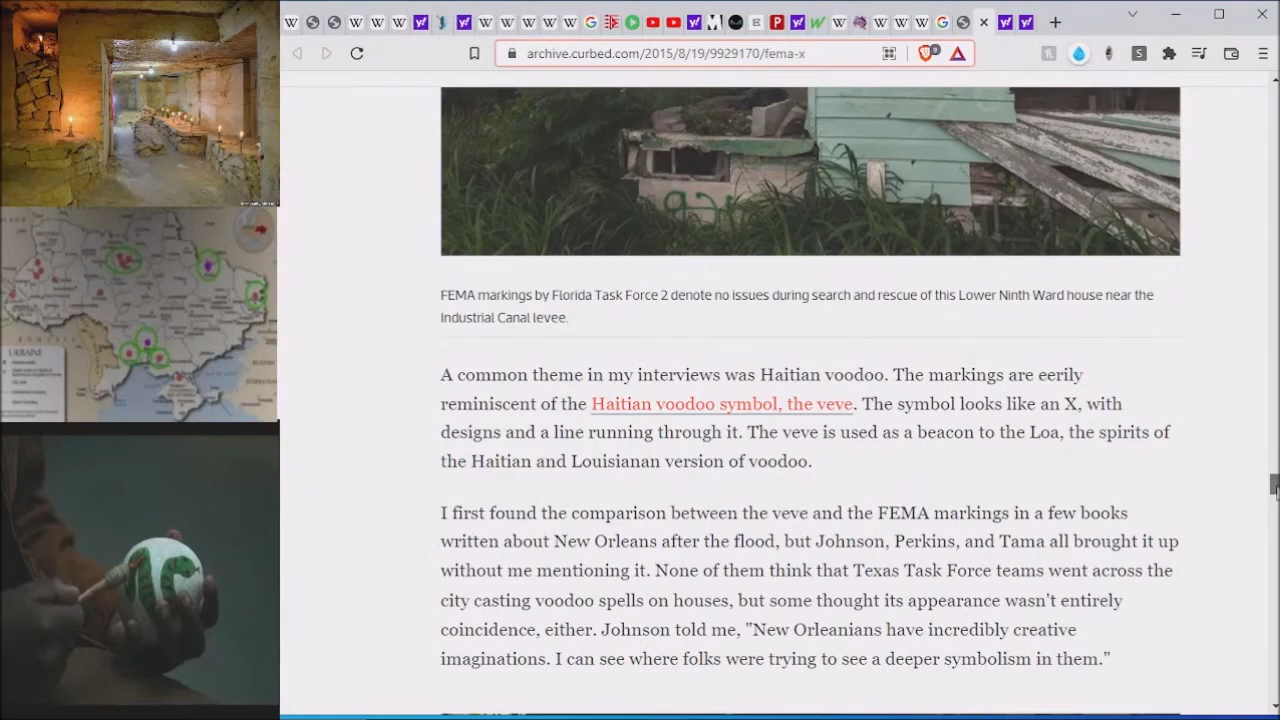 archive.curbed.com/2015/8/19/9929170/fema-x
UKRAINE
FEMA markings by Florida Task Force 2 denote no issues during search and rescue of this Lower Ninth Ward house near the
Industrial Canal levee.
A common theme in my interviews was Haitian voodoo. The markings are eerily
reminiscent of the Haitian voodoo symbol, the veve. The symbol looks like an X, with
designs and a line running through it. The veve is used as a beacon to the Loa, the spirits of
the Haitian and Louisianan version of voodoo.
I first found the comparison between the veve and the FEMA markings in a few books
written about New Orleans after the flood, but Johnson, Perkins, and Tama all brought it up
without me mentioning it. None of them think that Texas Task Force teams went across the
city casting voodoo spells on houses, but some thought its appearance wasn't entirely
coincidence, either. Johnson told me, "New Orleanians have incredibly creative
imaginations. I can see where folks were trying to see a deeper symbolism in them."